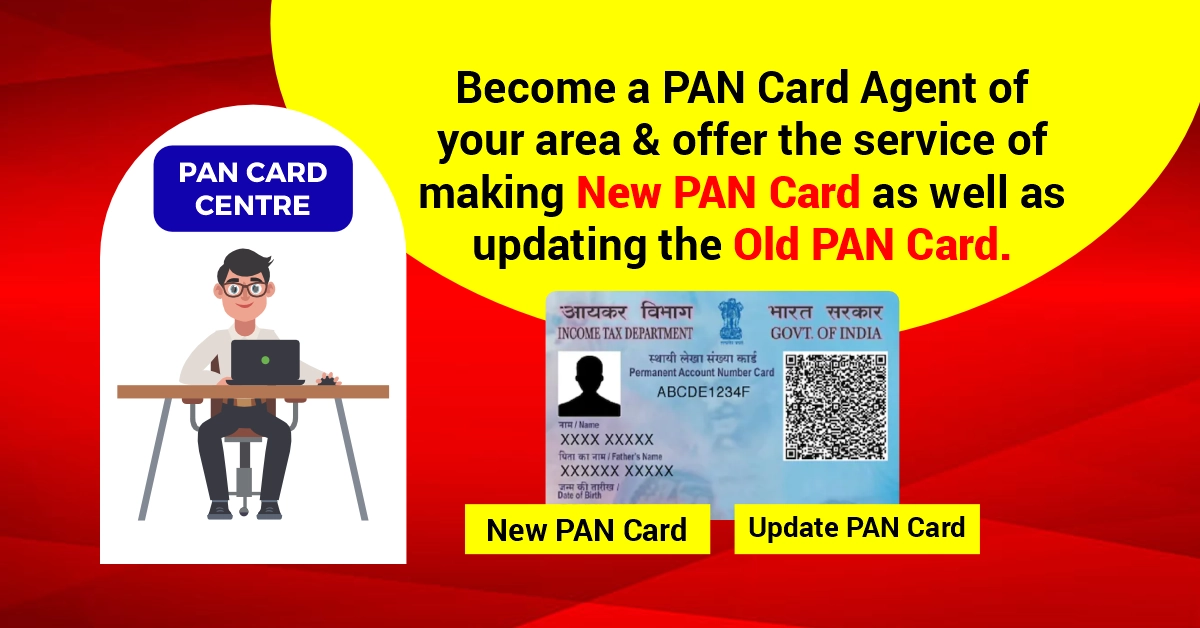 Become a PAN Card Agent of
your area & offer the service of
making New PAN Card as well as
updating the Old PAN Card.
PAN CARD
CENTRE
आयकर विभाग
INCOME TAX DEPARTMENT
भारत सरकार
GOVT. OF INDIA
स्थायी लेखा संख्या कार्ड
Permanent Account Number Card
ABCDE1234F
नाम / Name
XXXX XXXXX
पिता का नाम / Father's Name
XXXXXX XXXXX
जन्म की तारीख /
Date of Birth
New PAN Card
Update PAN Card